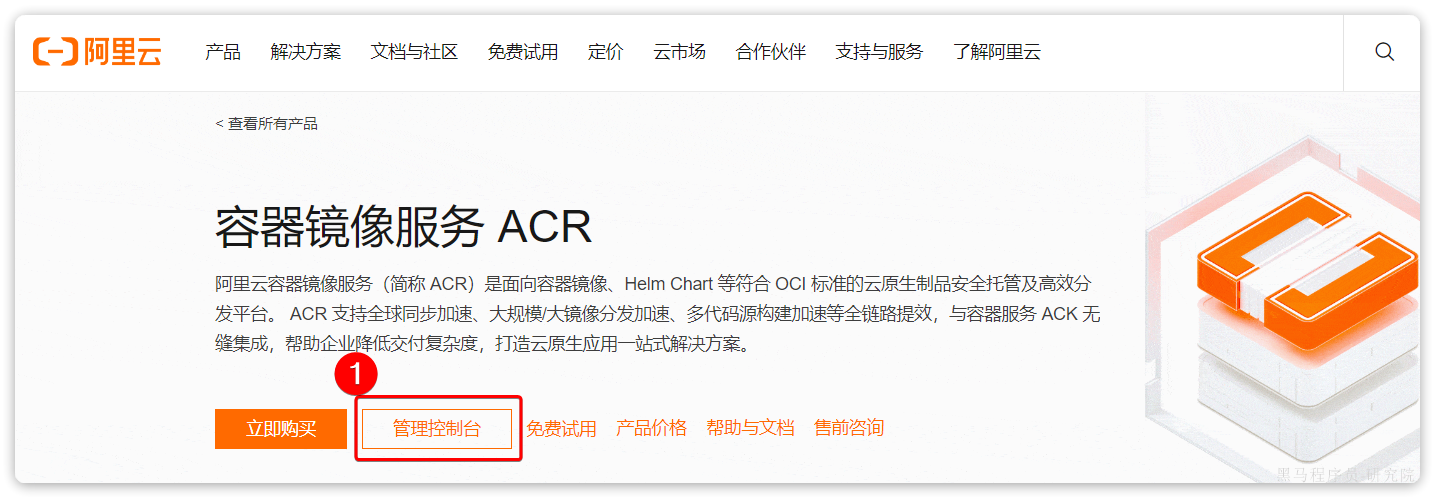 阿里云 产品 解决方案 文档与社区 免费试用 定价 云市场 合作伙伴 支持与服务 了解阿里云
< 查看所有产品
容器镜像服务 ACR
阿里云容器镜像服务（简称 ACR）是面向容器镜像、Helm Chart 等符合 OCI 标准的云原生制品安全托管及高效分
发平台。 ACR 支持全球同步加速、大规模/大镜像分发加速、多代码源构建加速等全链路提效，与容器服务 ACK 无
缝集成，帮助企业降低交付复杂度，打造云原生应用一站式解决方案。
1
立即购买 管理控制台 免费试用 产品价格 帮助与文档 售前咨询
黑马程序员-研究院